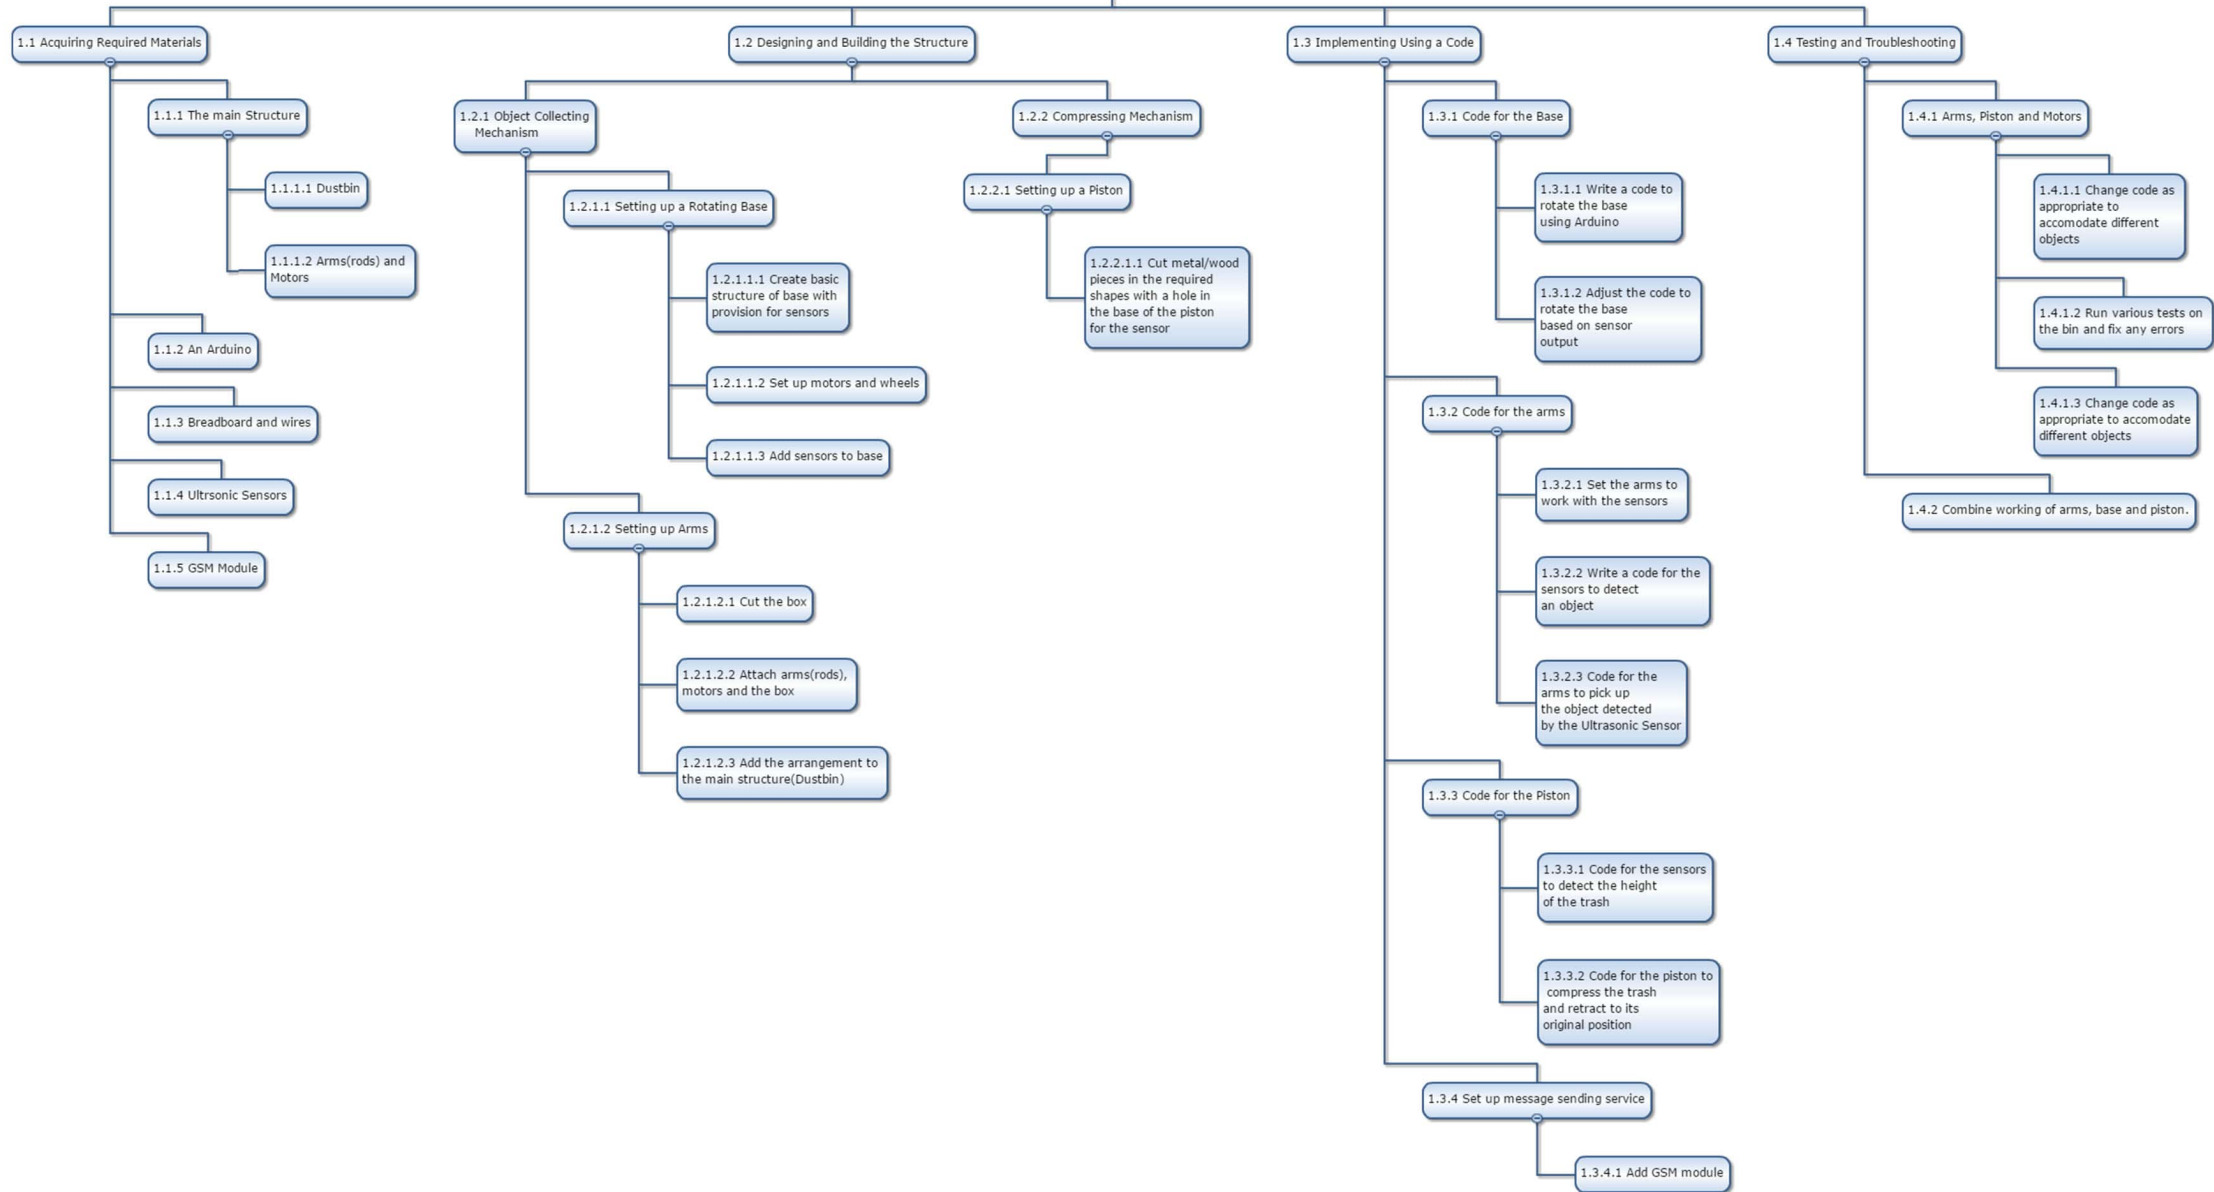 1.1 Acquiring Required Materials
1.1.1 The main Structure
1.1.1.1 Dustbin
1.1.1.2 Arms(rods) and
Motors
1.1.2 An Arduino
1.1.3 Breadboard and wires
1.1.4 Ultrsonic Sensors
1.1.5 GSM Module
1.2 Designing and Building the Structure
1.2.1 Object Collecting
Mechanism
1.2.1.1 Setting up a Rotating Base
1.2.1.1.1 Create basic
structure of base with
provision for sensors
1.2.1.1.2 Set up motors and wheels
1.2.1.1.3 Add sensors to base
1.2.1.2 Setting up Arms
1.2.1.2.1 Cut the box
1.2.1.2.2 Attach arms(rods),
motors and the box
1.2.1.2.3 Add the arrangement to
the main structure(Dustbin)
1.2.2 Compressing Mechanism
1.2.2.1 Setting up a Piston
1.2.2.1.1 Cut metal/wood
pieces in the required
shapes with a hole in
the base of the piston
for the sensor
1.3 Implementing Using a Code
1.3.1 Code for the Base
1.3.1.1 Write a code to
rotate the base
using Arduino
1.3.1.2 Adjust the code to
rotate the base
based on sensor
output
1.3.2 Code for the arms
1.3.2.1 Set the arms to
work with the sensors
1.3.2.2 Write a code for the
sensors to detect
an object
1.3.2.3 Code for the
arms to pick up
the object detected
by the Ultrasonic Sensor
1.3.3 Code for the Piston
1.3.3.1 Code for the sensors
to detect the height
of the trash
1.3.3.2 Code for the piston to
compress the trash
and retract to its
original position
1.3.4 Set up message sending service
1.3.4.1 Add GSM module
1.4 Testing and Troubleshooting
1.4.1 Arms, Piston and Motors
1.4.1.1 Change code as
appropriate to
accomodate different
objects
1.4.1.2 Run various tests on
the bin and fix any errors
1.4.1.3 Change code as
appropriate to accomodate
different objects
1.4.2 Combine working of arms, base and piston.